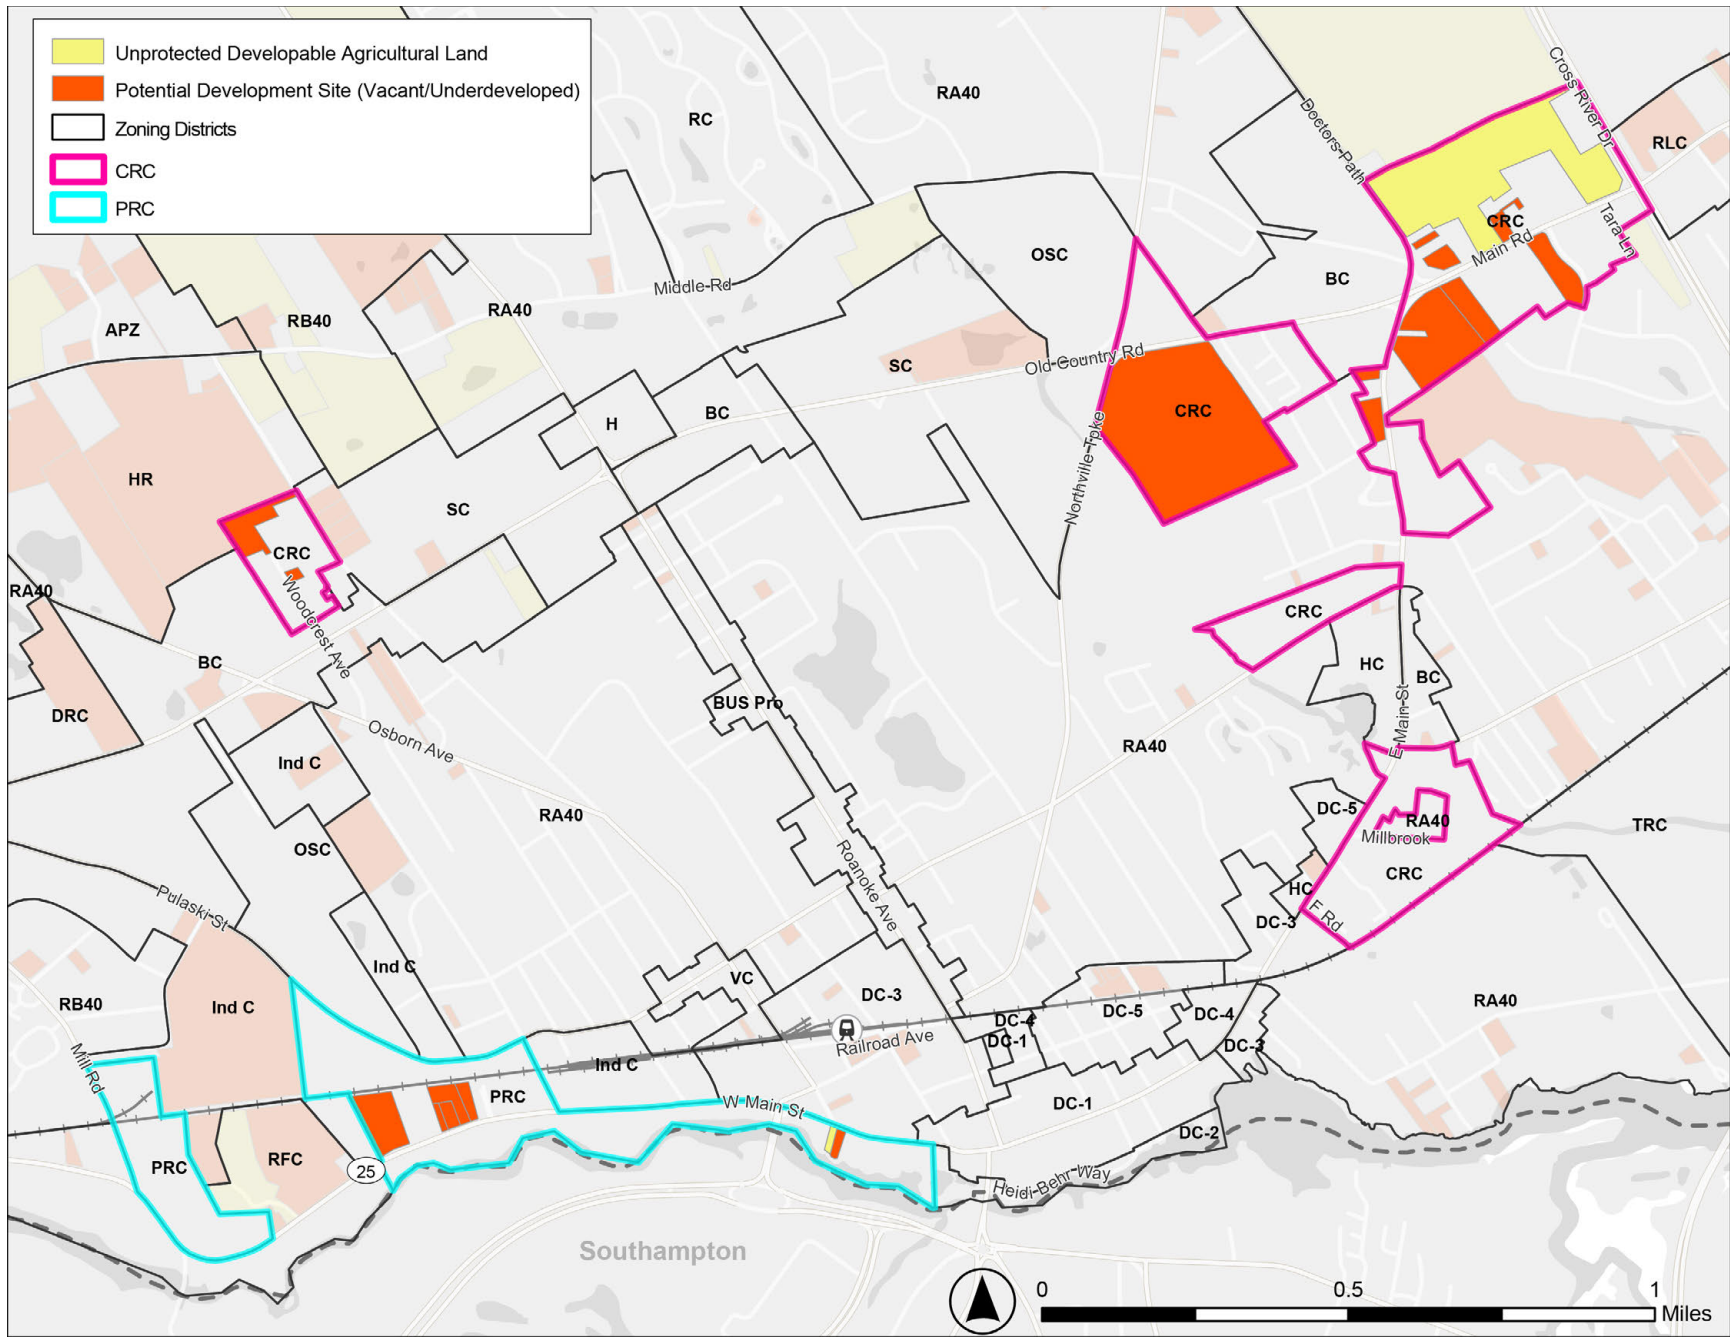 Unprotected Developable Agricultural Land
Potential Development Site (Vacant/Underdeveloped)
Zoning Districts
CRC
PRC
RC
RA40
Cross River Dr
Doctors Path
RLC
CRC
Main Rd
Tara Ln
OSC
BC
Middle Rd
RA40
RB40
APZ
SC
Old Country Rd
BC
H
CRC
Northville Tpke
HR
SC
CRC
RA40
Woodcrest Ave
CRC
BC
HC
BC
DRC
BUS Pro
E Main St
Osborn Ave
RA40
Ind C
RA40
DC-5
RA40
Millbrook
TRC
OSC
Roanoke Ave
CRC
HC
F Rd
DC-3
Pulaski St
Ind C
VC
DC-3
RB40
Ind C
RA40
DC-4
DC-5
DC-4
DC-1
Railroad Ave
DC-3
Mill Rd
Ind C
PRC
W Main St
DC-1
DC-2
PRC
RFC
25
Heidi Behr Way
Southampton
0 0.5 1
Miles